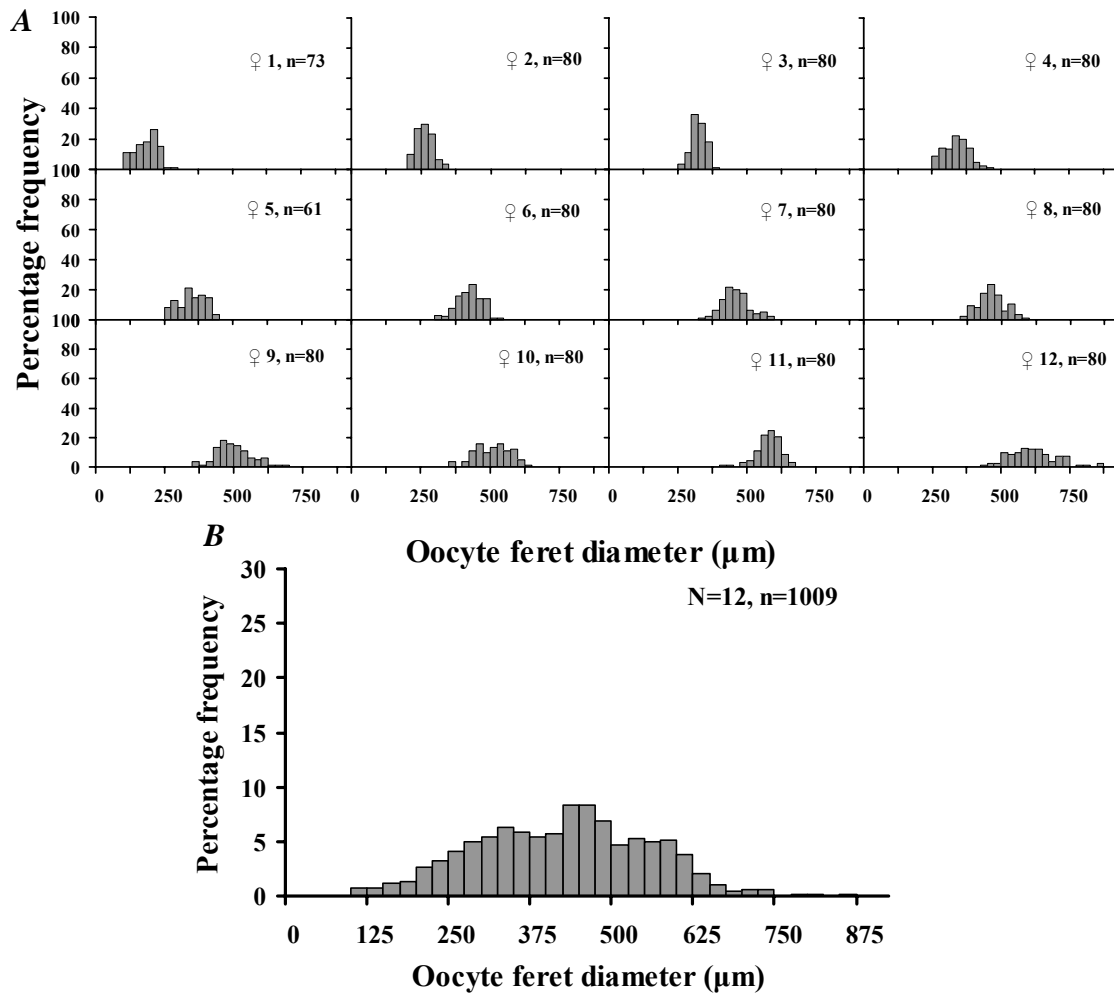 A
100
♀ 1, n=73
♀ 2, n=80
♀ 3, n=80
♀ 4, n=80
80
60
40
20
0
100
♀ 5, n=61
♀ 6, n=80
♀ 7, n=80
♀ 8, n=80
80
60
40
20
0
100
♀ 9, n=80
♀ 10, n=80
♀ 11, n=80
♀ 12, n=80
80
60
40
20
0
Percentage frequency
0 250 500 750 0 250 500 750 0 250 500 750 0 250 500 750
Oocyte feret diameter (µm)
B
N=12, n=1009
30
25
20
15
10
5
0
Percentage frequency
0 125 250 375 500 625 750 875
Oocyte feret diameter (µm)